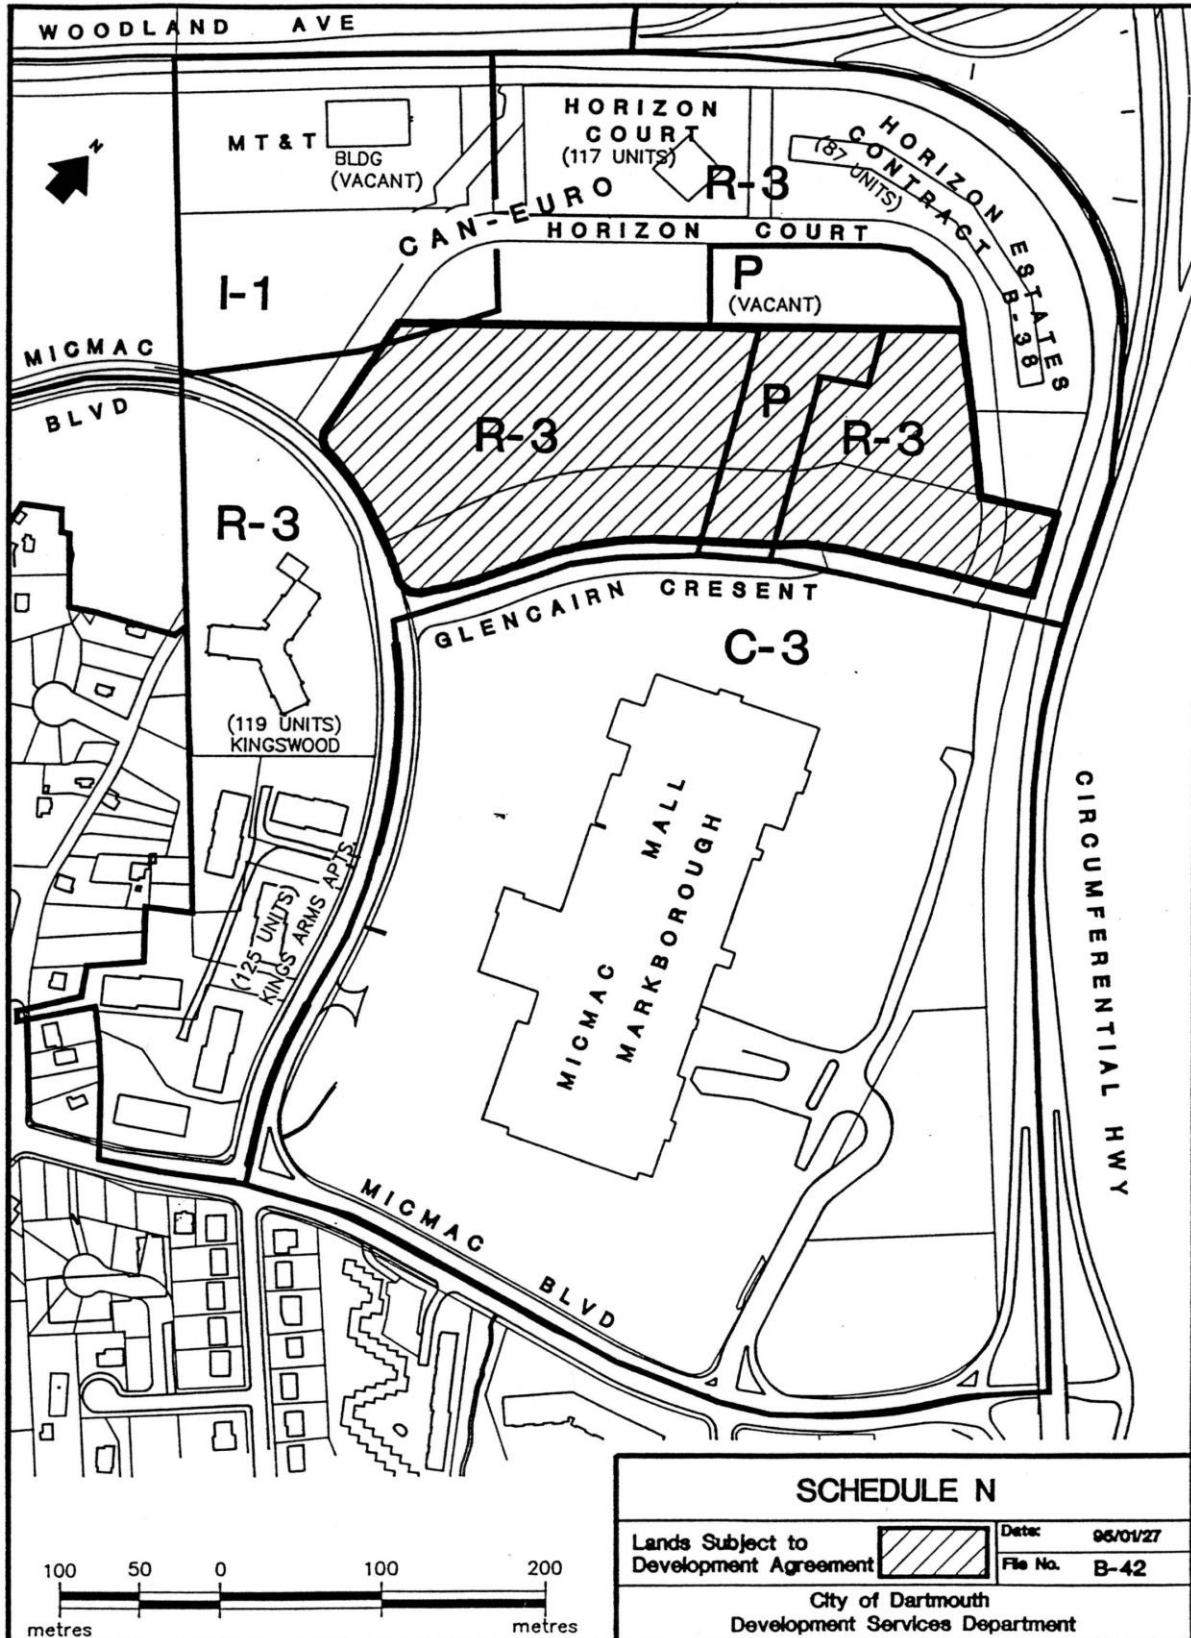 WOODLAND AVE
N
MT&T
BLDG
(VACANT)
HORIZON
COURT
(117 UNITS)
R-3
HORIZON ESTATES
CONTRACT B-38
(87 UNITS)
CAN-EURO
HORIZON COURT
I-1
P
(VACANT)
MICMAC
BLVD
R-3
P
R-3
R-3
GLENCAIRN CRESENT
C-3
(119 UNITS)
KINGSWOOD
(125 UNITS)
KINGS ARMS APTS.
MICMAC MALL
MARKBOROUGH
CIRCUMFERENTIAL HWY
MICMAC BLVD
SCHEDULE N
Lands Subject to
Development Agreement
Date: 95/01/27
File No. B-42
City of Dartmouth
Development Services Department
100 50 0 100 200
metres metres